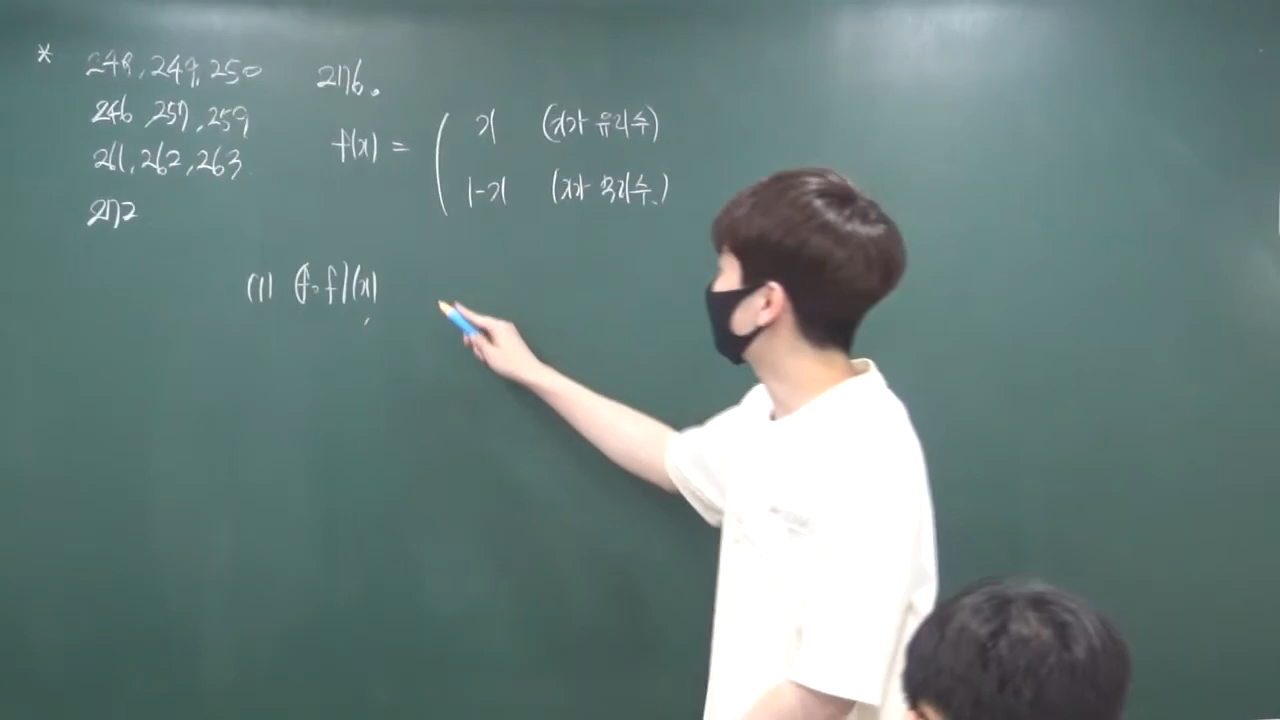 * 248, 249, 250
246, 257, 259
261, 262, 263
272
276.
f(x) =
x (x가 유리수)
1-x (x가 무리수.)
(1) (f∘f)(x)